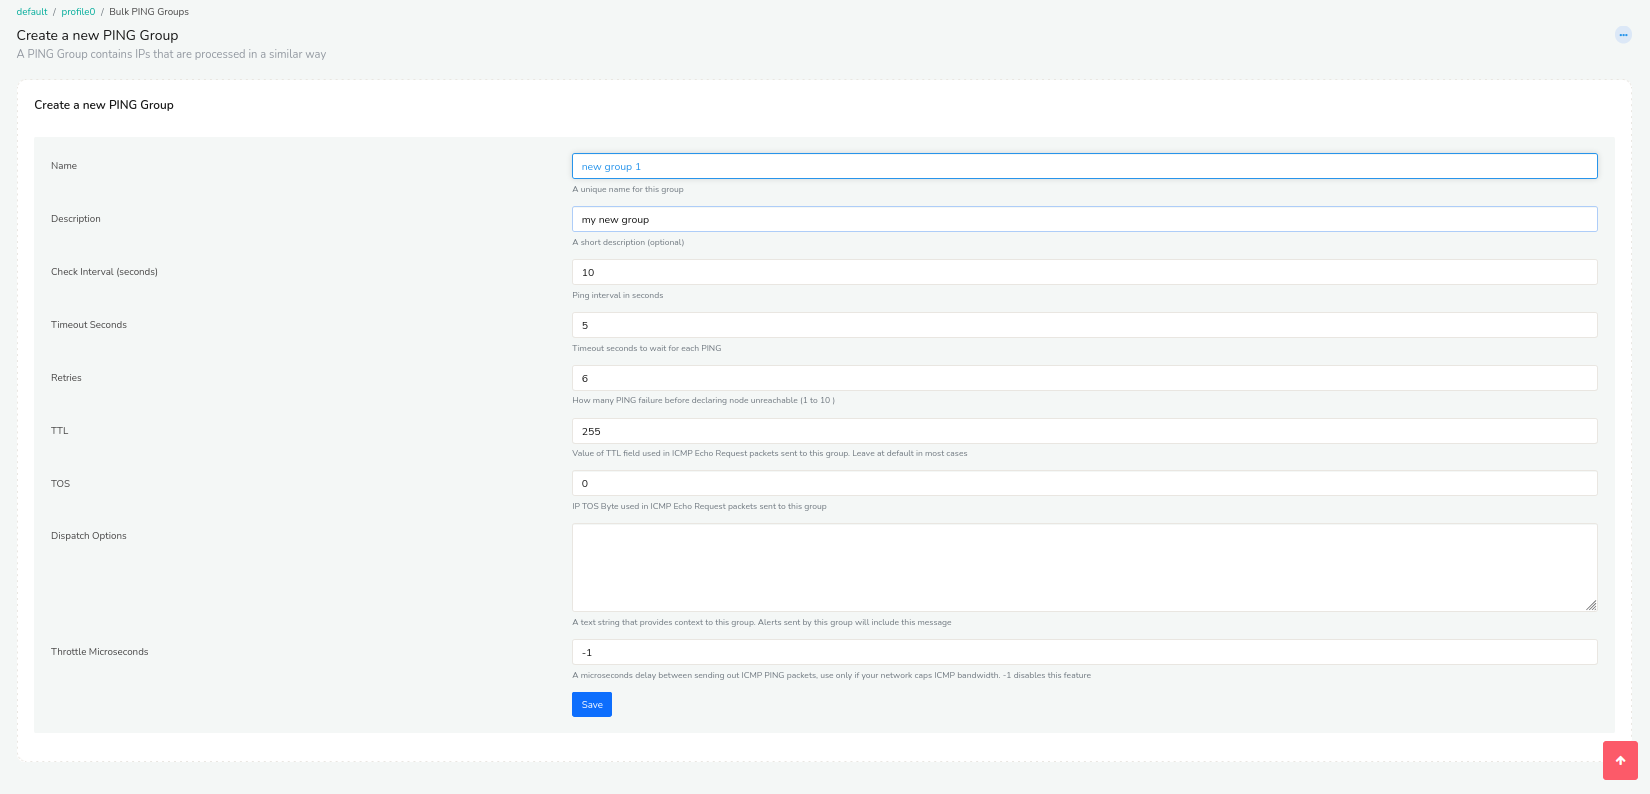 default / profile0 / Bulk PING Groups
Create a new PING Group
A PING Group contains IPs that are processed in a similar way
Create a new PING Group
Name
new group 1
A unique name for this group
Description
my new group
A short description (optional)
Check Interval (seconds)
10
Ping interval in seconds
Timeout Seconds
5
Timeout seconds to wait for each PING
Retries
6
How many PING failure before declaring node unreachable (1 to 10 )
TTL
255
Value of TTL field used in ICMP Echo Request packets sent to this group. Leave at default in most cases
TOS
0
IP TOS Byte used in ICMP Echo Request packets sent to this group
Dispatch Options
A text string that provides context to this group. Alerts sent by this group will include this message
Throttle Microseconds
-1
A microseconds delay between sending out ICMP PING packets, use only if your network caps ICMP bandwidth. -1 disables this feature
Save